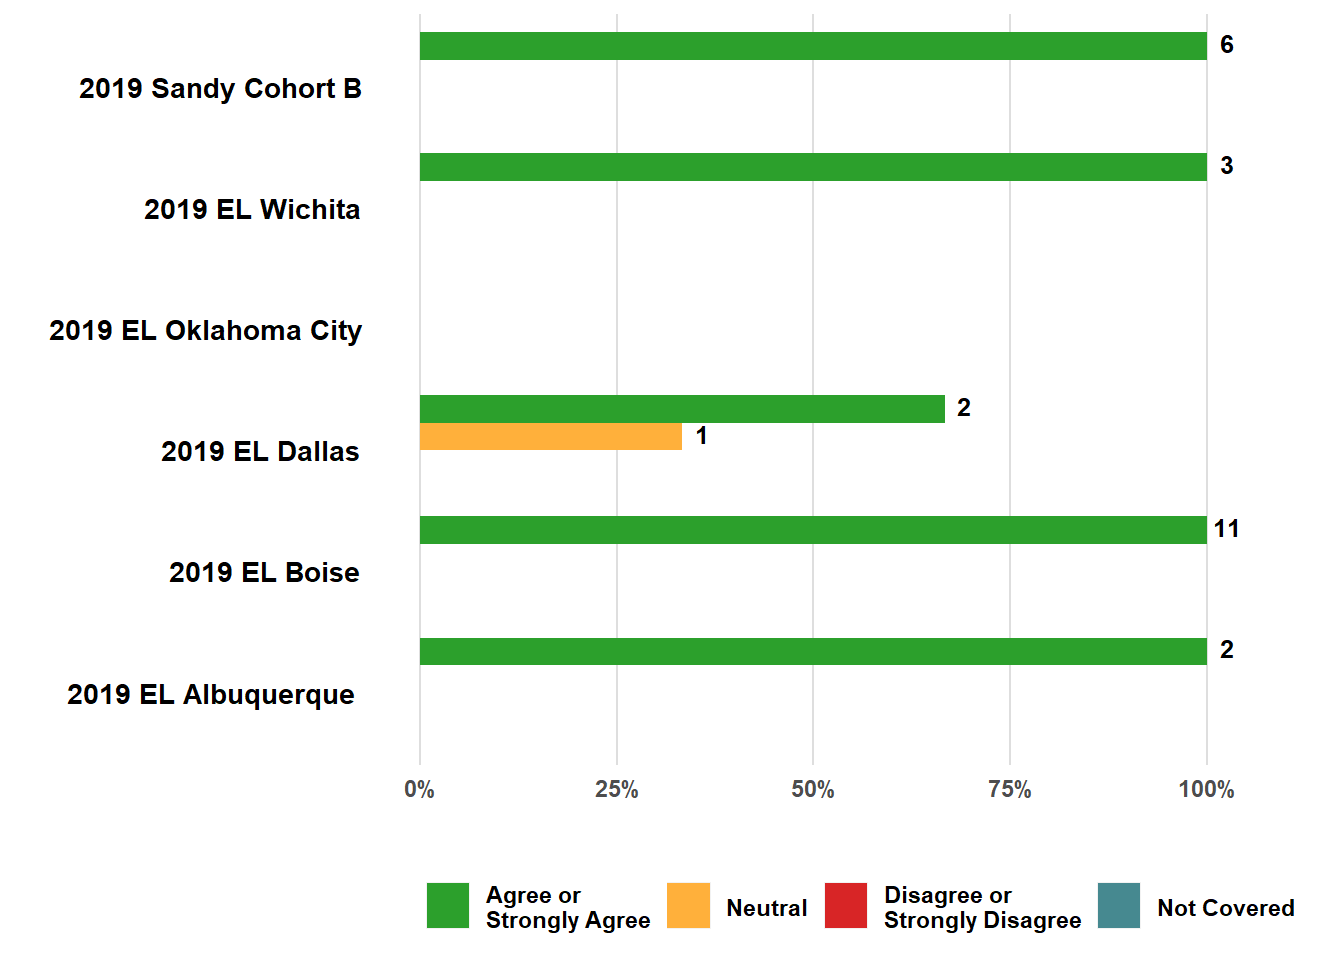 6
2019 Sandy Cohort B
3
2019 EL Wichita
2019 EL Oklahoma City
2
1
2019 EL Dallas
11
2019 EL Boise
2
2019 EL Albuquerque
0% 25% 50% 75% 100%
Agree or
Strongly Agree
Neutral
Disagree or
Strongly Disagree
Not Covered